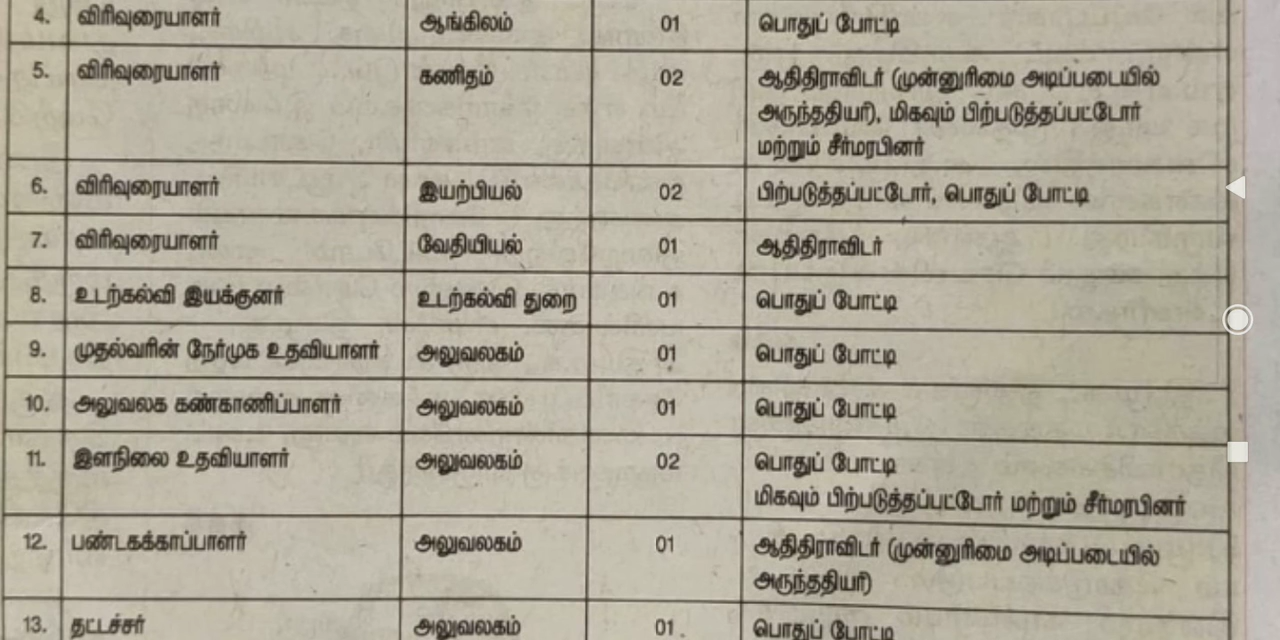 4. விரிவுரையாளர் ஆங்கிலம் 01 பொதுப் போட்டி
5. விரிவுரையாளர் கணிதம் 02 ஆதிதிராவிடர் (முன்னுரிமை அடிப்படையில்
அருந்ததியர்), மிகவும் பிற்படுத்தப்பட்டோர்
மற்றும் சீர்மரபினர்
6. விரிவுரையாளர் இயற்பியல் 02 பிற்படுத்தப்பட்டோர், பொதுப் போட்டி
7. விரிவுரையாளர் வேதியியல் 01 ஆதிதிராவிடர்
8. உடற்கல்வி இயக்குனர் உடற்கல்வி துறை 01 பொதுப் போட்டி
9. முதல்வரின் நேர்முக உதவியாளர் அலுவலகம் 01 பொதுப் போட்டி
10. அலுவலக கண்காணிப்பாளர் அலுவலகம் 01 பொதுப் போட்டி
11. இளநிலை உதவியாளர் அலுவலகம் 02 பொதுப் போட்டி
மிகவும் பிற்படுத்தப்பட்டோர் மற்றும் சீர்மரபினர்
12. பண்டகக்காப்பாளர் அலுவலகம் 01 ஆதிதிராவிடர் (முன்னுரிமை அடிப்படையில்
அருந்ததியர்)
13. தட்டச்சர் அலுவலகம் 01 பொதுப் போட்டி